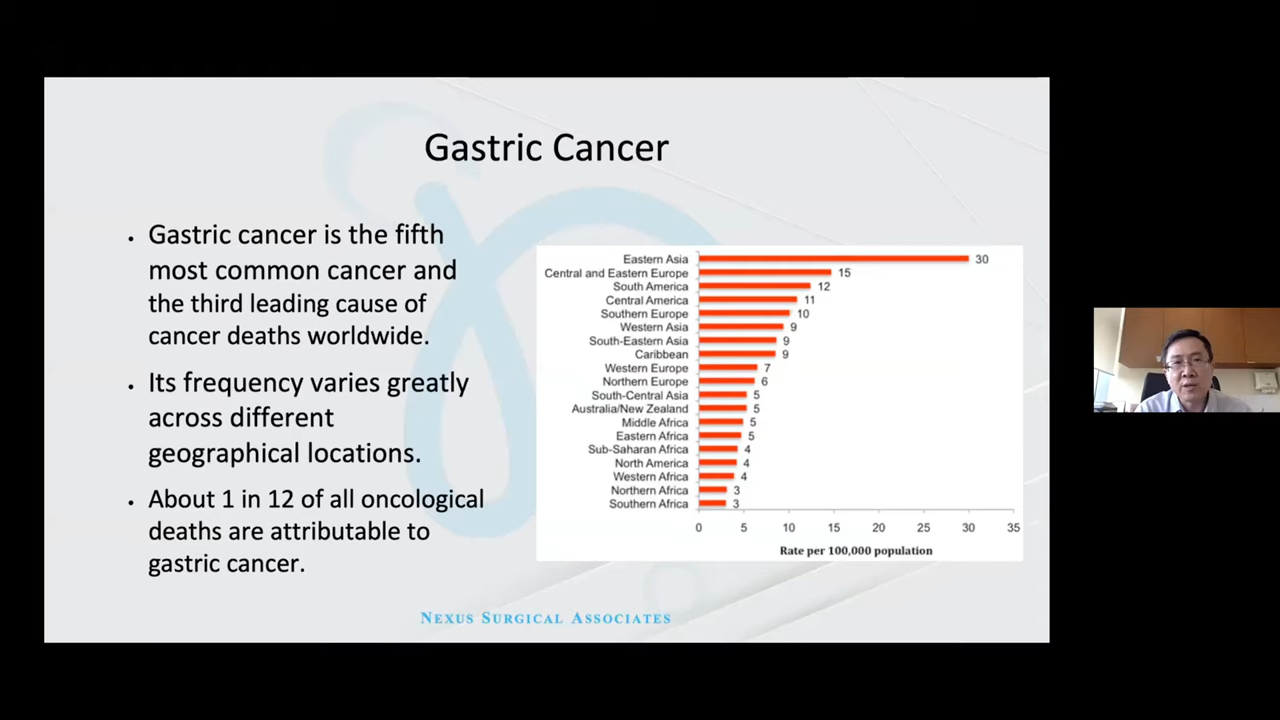 Gastric Cancer
• Gastric cancer is the fifth
most common cancer and
the third leading cause of
cancer deaths worldwide.
• Its frequency varies greatly
across different
geographical locations.
• About 1 in 12 of all oncological
deaths are attributable to
gastric cancer.
Eastern Asia 30
Central and Eastern Europe 15
South America 12
Central America 11
Southern Europe 10
Western Asia 9
South-Eastern Asia 9
Caribbean 9
Western Europe 7
Northern Europe 6
South-Central Asia 5
Australia/New Zealand 5
Middle Africa 5
Eastern Africa 5
Sub-Saharan Africa 4
North America 4
Western Africa 4
Northern Africa 3
Southern Africa 3
0 5 10 15 20 25 30 35
Rate per 100,000 population
NEXUS SURGICAL ASSOCIATES